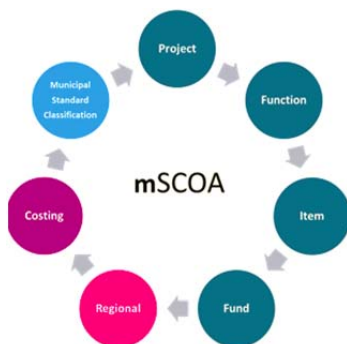 Project
Function
Item
Fund
Regional
Costing
Municipal
Standard
Classification
mSCOA